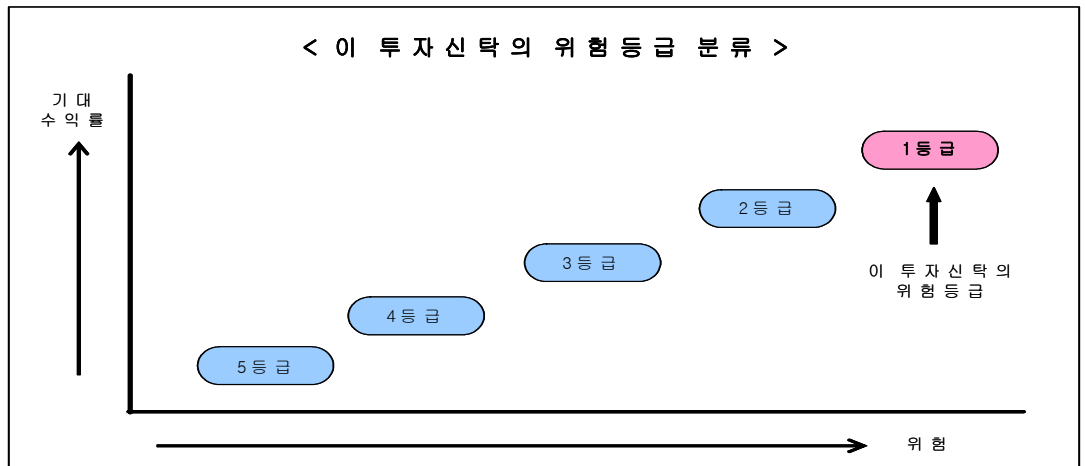 < 이 투자신탁의 위험등급 분류 >
기대
수익률
1등급
2등급
3등급
이 투자신탁의
위험등급
4등급
5등급
위험